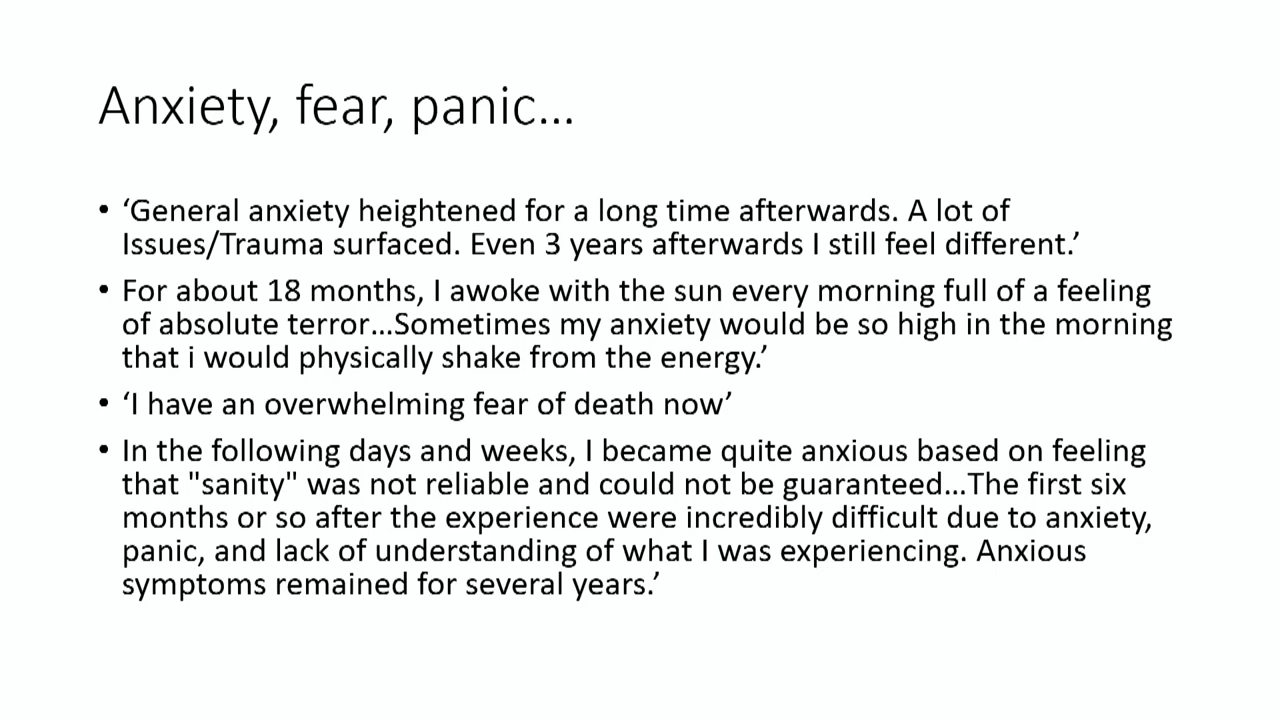 Anxiety, fear, panic…
• ‘General anxiety heightened for a long time afterwards. A lot of
Issues/Trauma surfaced. Even 3 years afterwards I still feel different.’
• For about 18 months, I awoke with the sun every morning full of a feeling
of absolute terror…Sometimes my anxiety would be so high in the morning
that i would physically shake from the energy.’
• ‘I have an overwhelming fear of death now’
• In the following days and weeks, I became quite anxious based on feeling
that "sanity" was not reliable and could not be guaranteed…The first six
months or so after the experience were incredibly difficult due to anxiety,
panic, and lack of understanding of what I was experiencing. Anxious
symptoms remained for several years.’